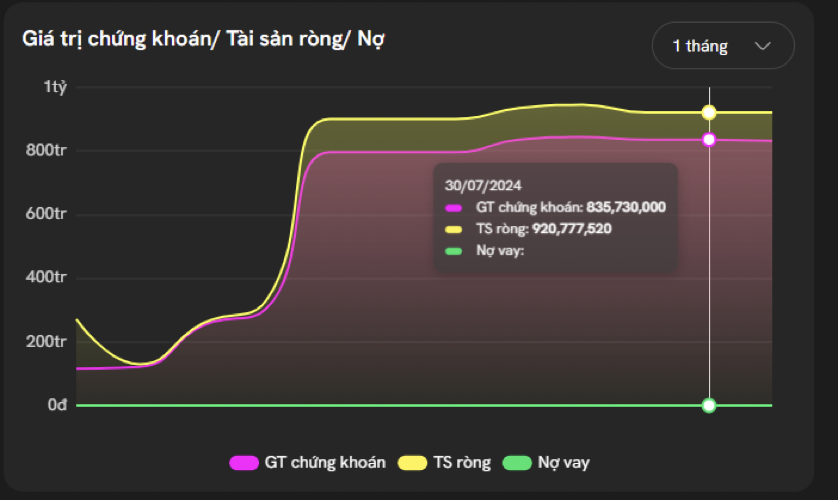 Giá trị chứng khoán/ Tài sản ròng/ Nợ
1 tháng
1tỷ
800tr
600tr
400tr
200tr
0đ
30/07/2024
GT chứng khoán: 835,730,000
TS ròng: 920,777,520
Nợ vay:
GT chứng khoán TS ròng Nợ vay